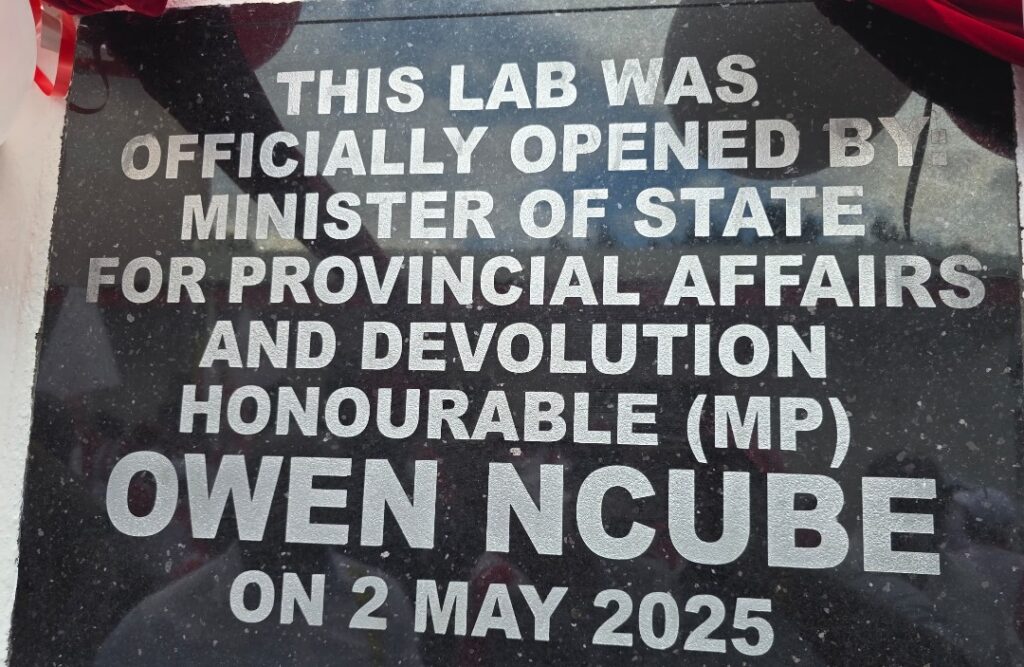 THIS LAB WAS
OFFICIALLY OPENED BY:
MINISTER OF STATE
FOR PROVINCIAL AFFAIRS
AND DEVOLUTION
HONOURABLE (MP)
OWEN NCUBE
ON 2 MAY 2025